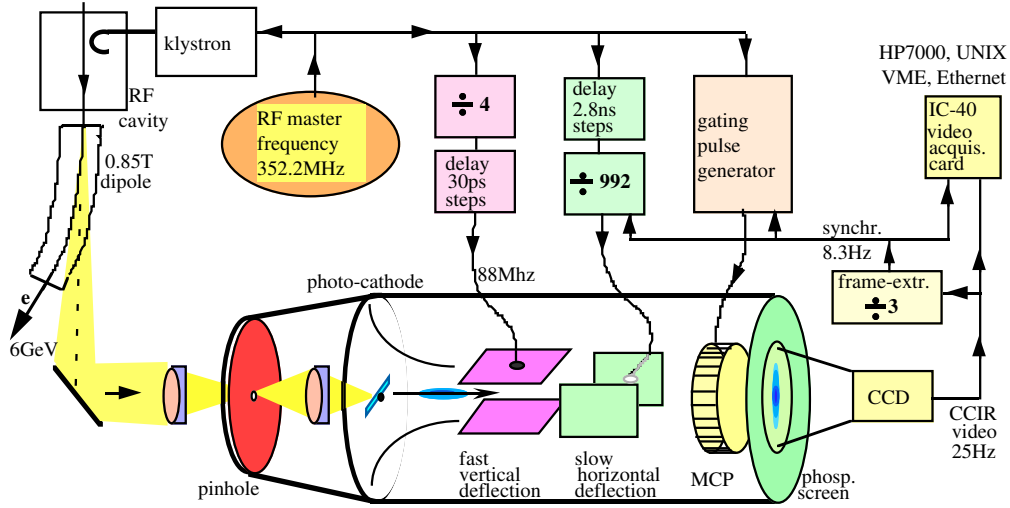 klystron
RF
cavity
RF master
frequency
352.2MHz
÷ 4
delay
30ps
steps
delay
2.8ns
steps
÷ 992
gating
pulse
generator
HP7000, UNIX
VME, Ethernet
IC-40
video
acquis.
card
0.85T
dipole
synchr.
8.3Hz
frame-extr.
÷3
e
6GeV
photo-cathode
88Mhz
CCD
CCIR
video
25Hz
pinhole
fast
vertical
deflection
slow
horizontal
deflection
MCP
phosp.
screen